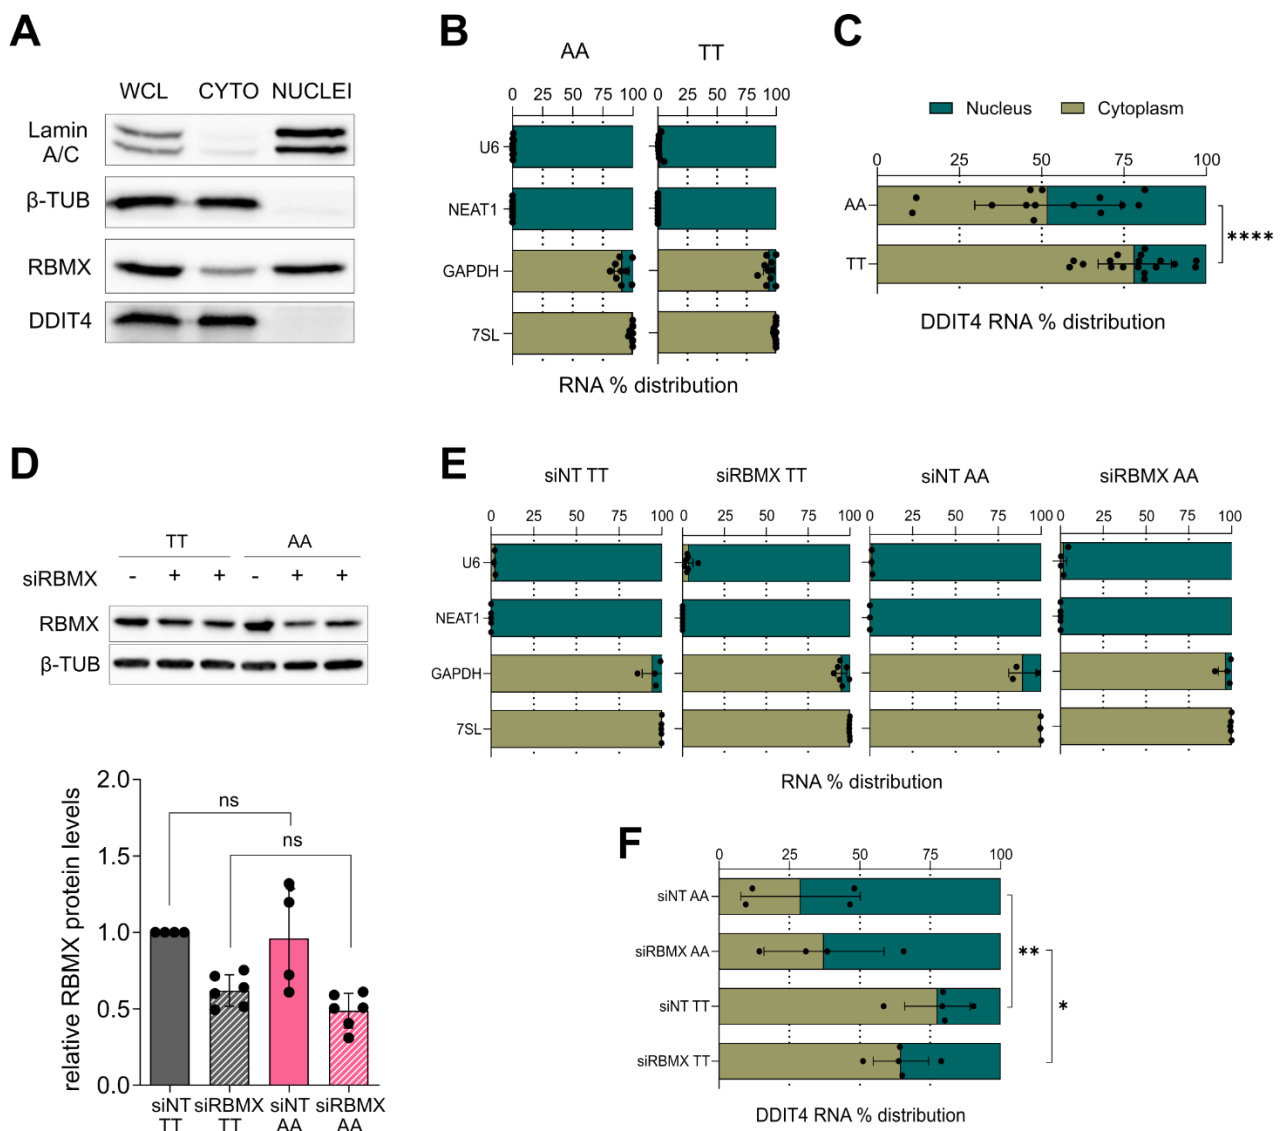 A
WCL CYTO NUCLEI
Lamin
A/C
β-TUB
RBMX
DDIT4
B
AA TT
0 25 50 75 100 0 25 50 75 100
U6
NEAT1
GAPDH
7SL
RNA % distribution
C
Nucleus Cytoplasm
0 25 50 75 100
AA
TT
****
DDIT4 RNA % distribution
D
TT AA
siRBMX - + + - + +
RBMX
β-TUB
relative RBMX protein levels
2.0
1.5
1.0
0.5
0.0
ns
ns
siNT siRBMX siNT siRBMX
TT TT AA AA
E
siNT TT siRBMX TT siNT AA siRBMX AA
0 25 50 75 100 0 25 50 75 100 0 25 50 75 100 0 25 50 75 100
U6
NEAT1
GAPDH
7SL
RNA % distribution
F
0 25 50 75 100
siNT AA
siRBMX AA
siNT TT
siRBMX TT
**
*
DDIT4 RNA % distribution